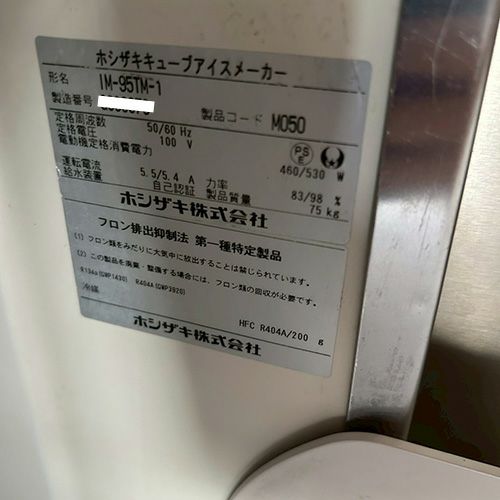 ホシザキキューブアイスメーカー
形名 IM-95TM-1
製造番号
製品コード M050
定格周波数 50/60 Hz
定格電圧 100 V
電動機定格消費電力 460/530 W
PSE
運転電流 5.5/5.4 A 力率 83/98 %
給水装置 自己認証 製品質量 75 kg
ホシザキ株式会社
フロン排出抑制法 第一種特定製品
(1) フロン類をみだりに大気中に放出することは禁じられています。
(2) この製品を廃棄・整備する場合には、フロン類の回収が必要です。
R134a(GWP1430) R404A(GWP3920)
冷媒 HFC R404A/200 g
ホシザキ株式会社